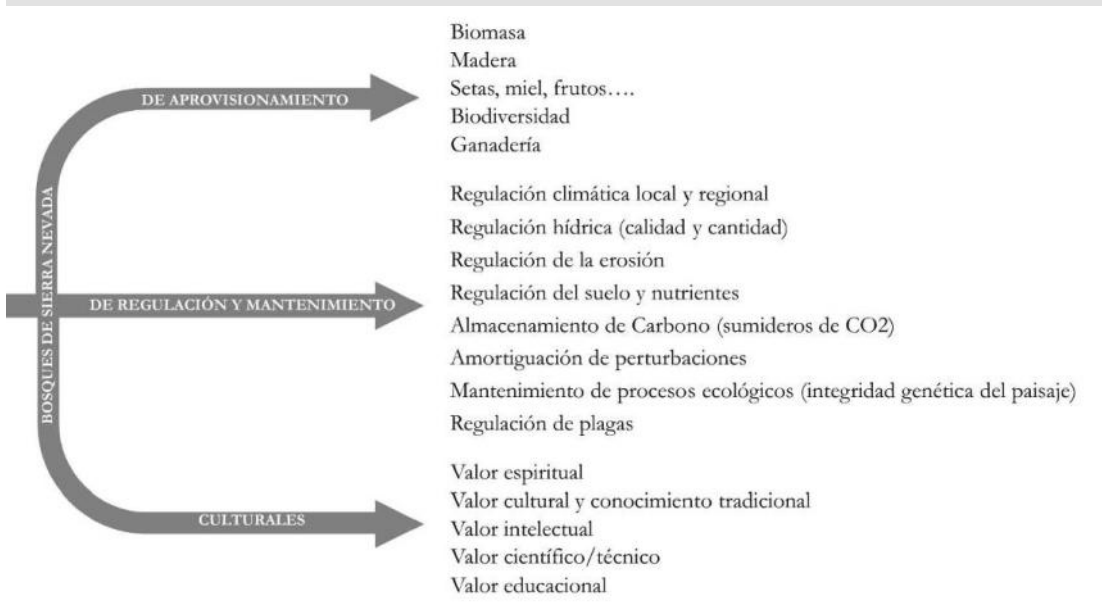 BOSQUES DE SIERRA NEVADA
DE APROVISIONAMIENTO
Biomasa
Madera
Setas, miel, frutos….
Biodiversidad
Ganadería
DE REGULACIÓN Y MANTENIMIENTO
Regulación climática local y regional
Regulación hídrica (calidad y cantidad)
Regulación de la erosión
Regulación del suelo y nutrientes
Almacenamiento de Carbono (sumideros de CO2)
Amortiguación de perturbaciones
Mantenimiento de procesos ecológicos (integridad genética del paisaje)
Regulación de plagas
CULTURALES
Valor espiritual
Valor cultural y conocimiento tradicional
Valor intelectual
Valor científico/técnico
Valor educacional